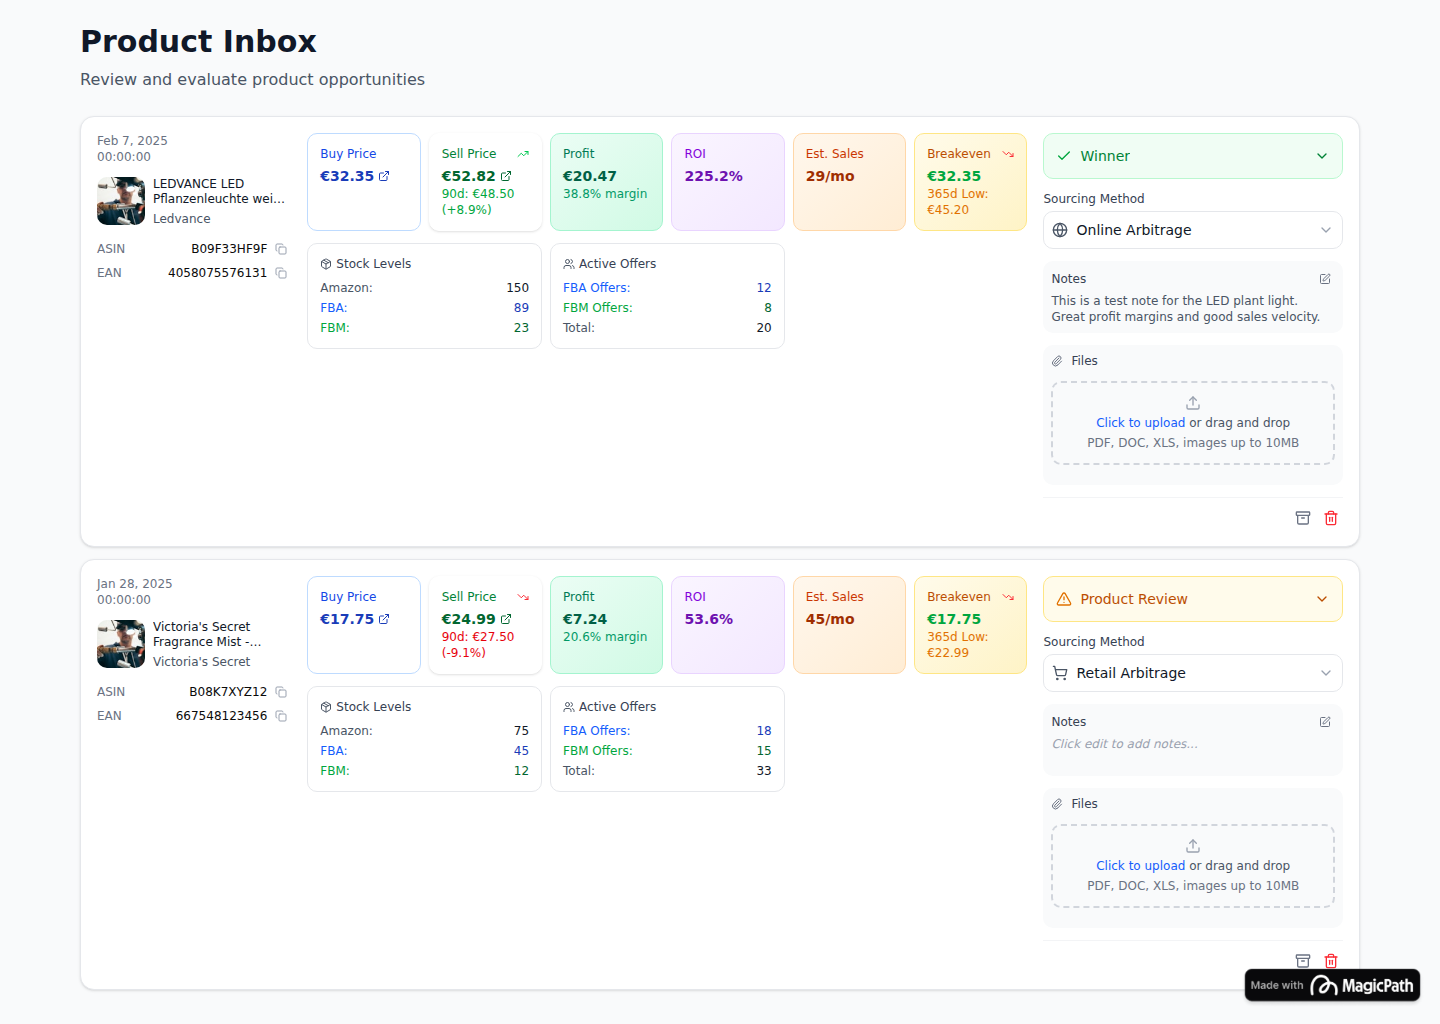 Product Inbox
Review and evaluate product opportunities
Feb 7, 2025
00:00:00
LEDVANCE LED
Pflanzenleuchte wei...
Ledvance
ASIN B09F33HF9F
EAN 4058075576131
Buy Price
€32.35
Sell Price
€52.82
90d: €48.50
(+8.9%)
Profit
€20.47
38.8% margin
ROI
225.2%
Est. Sales
29/mo
Breakeven
€32.35
365d Low:
€45.20
Stock Levels
Amazon: 150
FBA: 89
FBM: 23
Active Offers
FBA Offers: 12
FBM Offers: 8
Total: 20
Winner
Sourcing Method
Online Arbitrage
Notes
This is a test note for the LED plant light.
Great profit margins and good sales velocity.
Files
Click to upload or drag and drop
PDF, DOC, XLS, images up to 10MB
Jan 28, 2025
00:00:00
Victoria's Secret
Fragrance Mist -...
Victoria's Secret
ASIN B08K7XYZ12
EAN 667548123456
Buy Price
€17.75
Sell Price
€24.99
90d: €27.50
(-9.1%)
Profit
€7.24
20.6% margin
ROI
53.6%
Est. Sales
45/mo
Breakeven
€17.75
365d Low:
€22.99
Stock Levels
Amazon: 75
FBA: 45
FBM: 12
Active Offers
FBA Offers: 18
FBM Offers: 15
Total: 33
Product Review
Sourcing Method
Retail Arbitrage
Notes
Click edit to add notes...
Files
Click to upload or drag and drop
PDF, DOC, XLS, images up to 10MB
Made with MagicPath